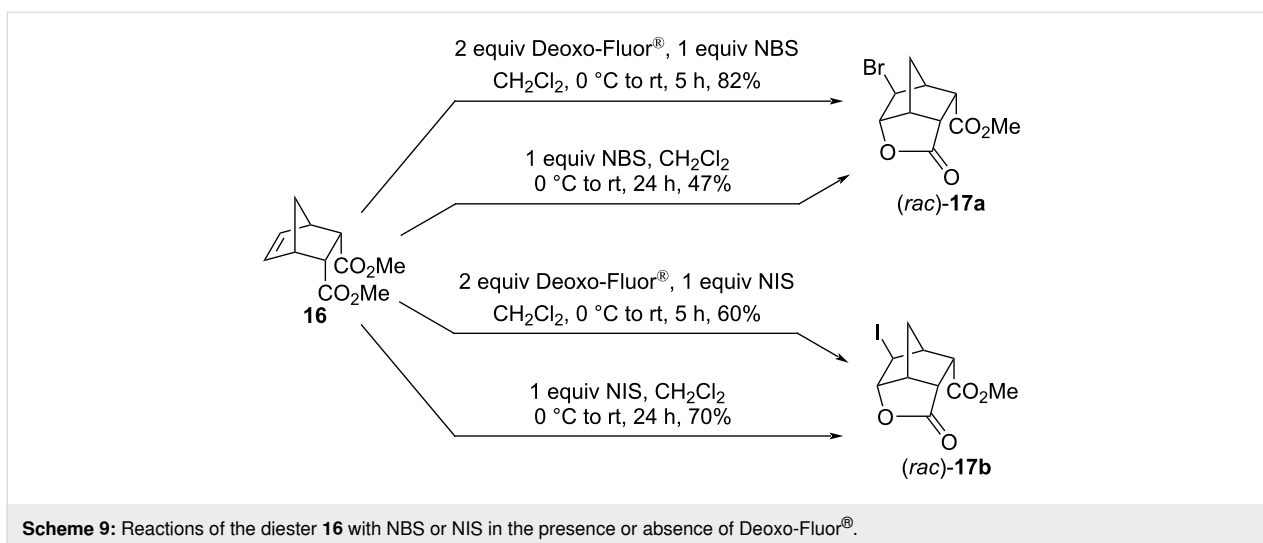 2 equiv Deoxo-Fluor®, 1 equiv NBS
CH2Cl2, 0 °C to rt, 5 h, 82%
Br
CO2Me
O
O
(rac)-17a
1 equiv NBS, CH2Cl2
0 °C to rt, 24 h, 47%
CO2Me
CO2Me
16
2 equiv Deoxo-Fluor®, 1 equiv NIS
CH2Cl2, 0 °C to rt, 5 h, 60%
I
CO2Me
O
O
(rac)-17b
1 equiv NIS, CH2Cl2
0 °C to rt, 24 h, 70%
Scheme 9: Reactions of the diester 16 with NBS or NIS in the presence or absence of Deoxo-Fluor®.